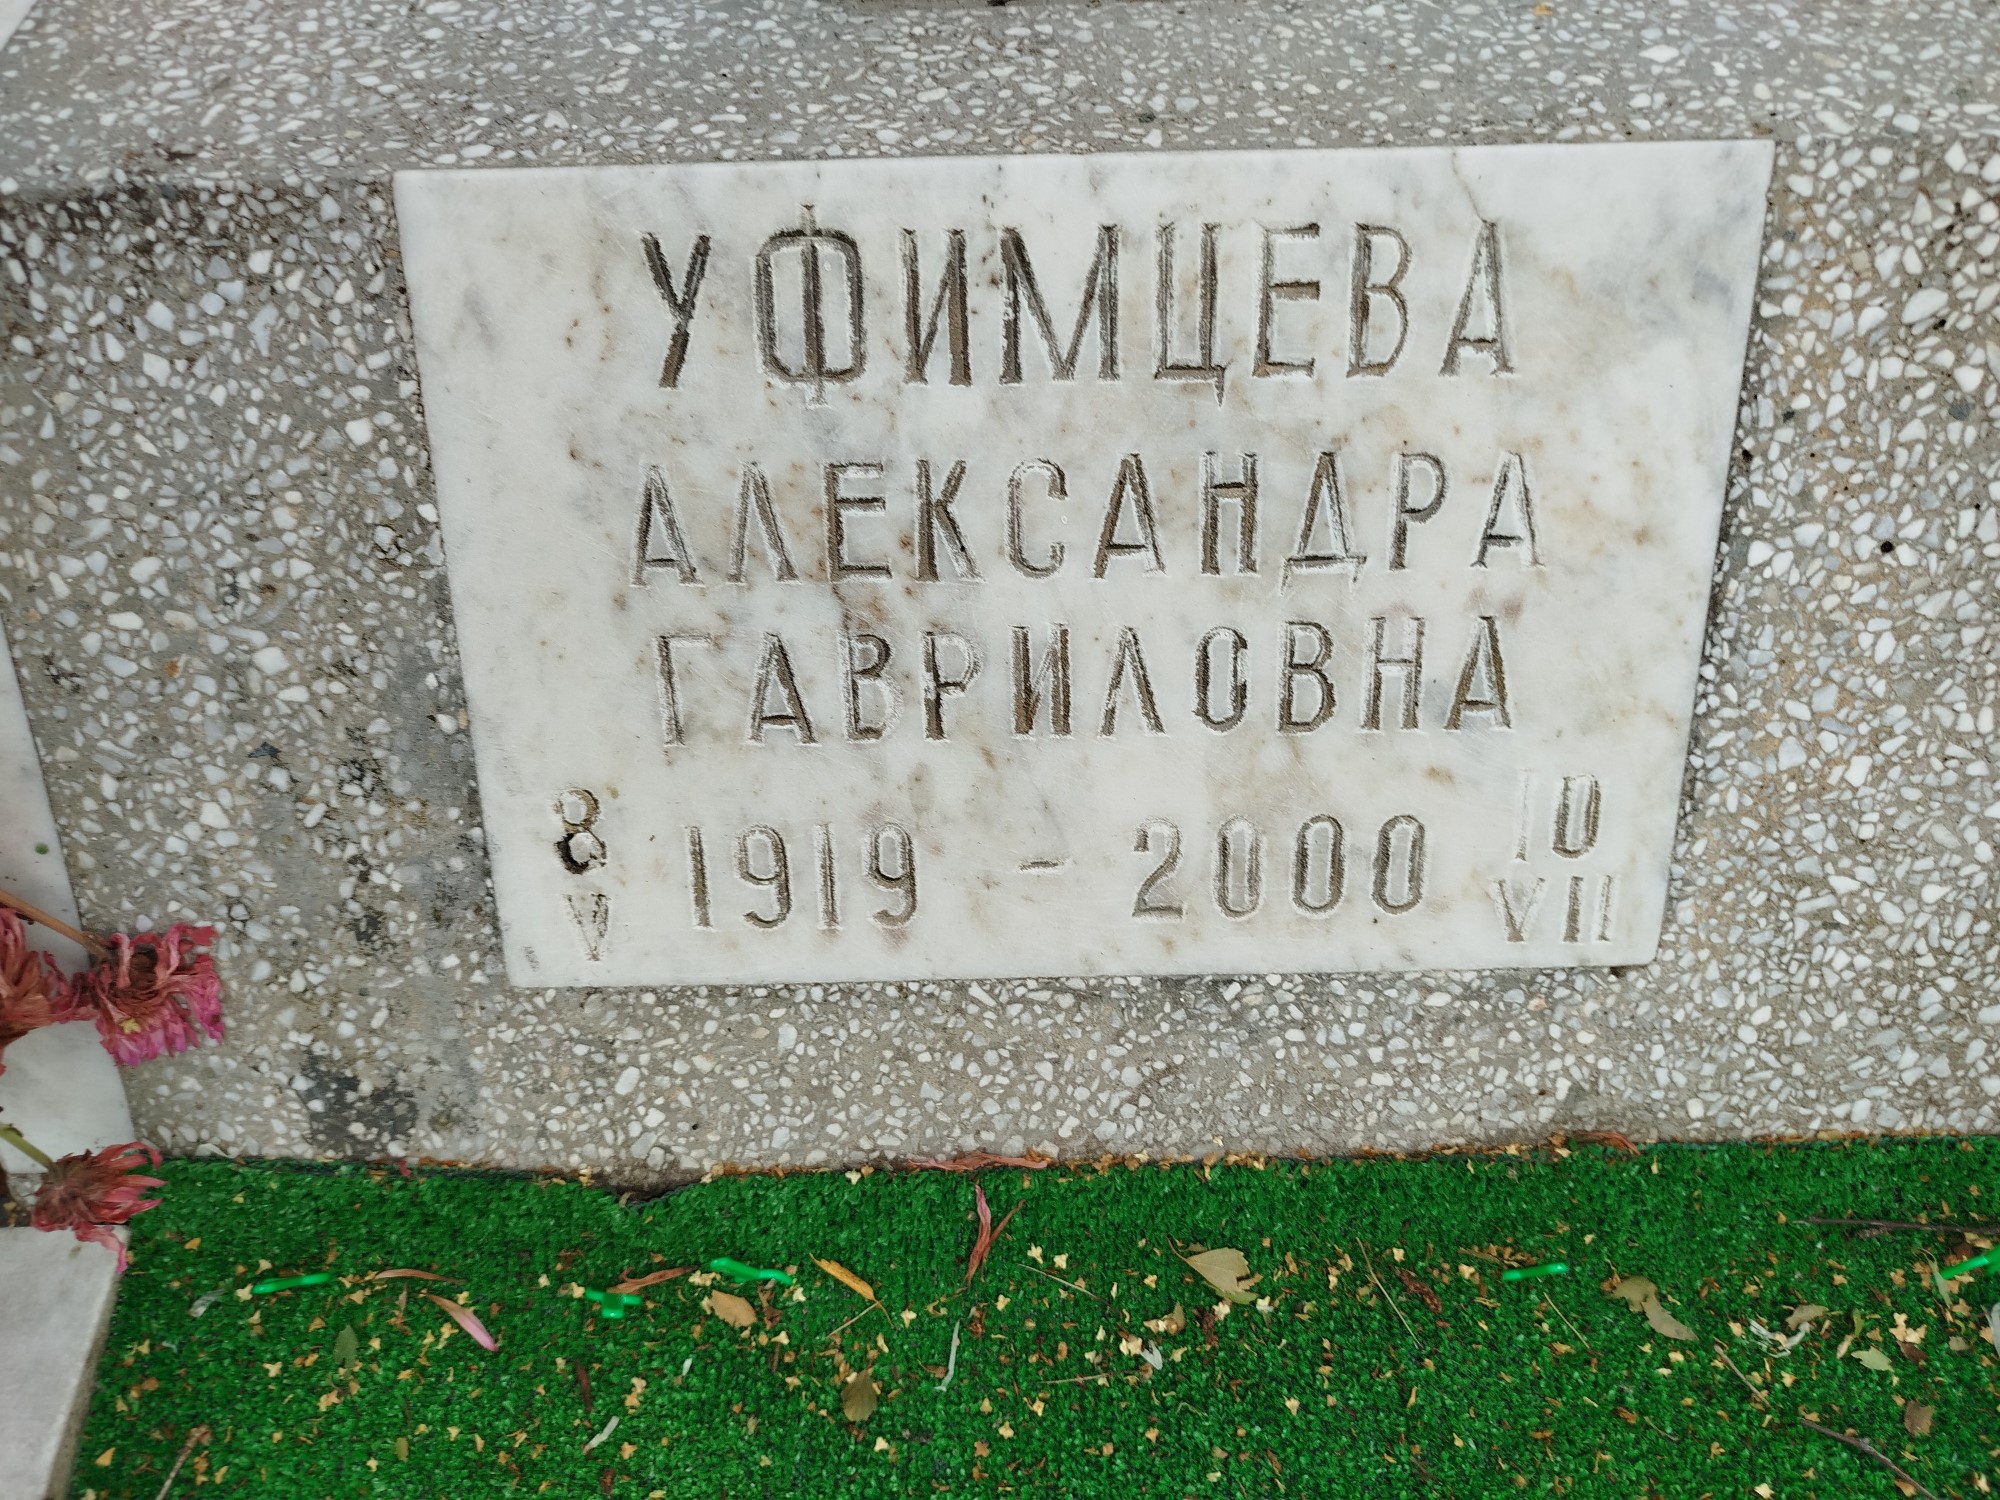 УФИМЦЕВА
АЛЕКСАНДРА
ГАВРИЛОВНА
8
V
1919 - 2000
10
VII